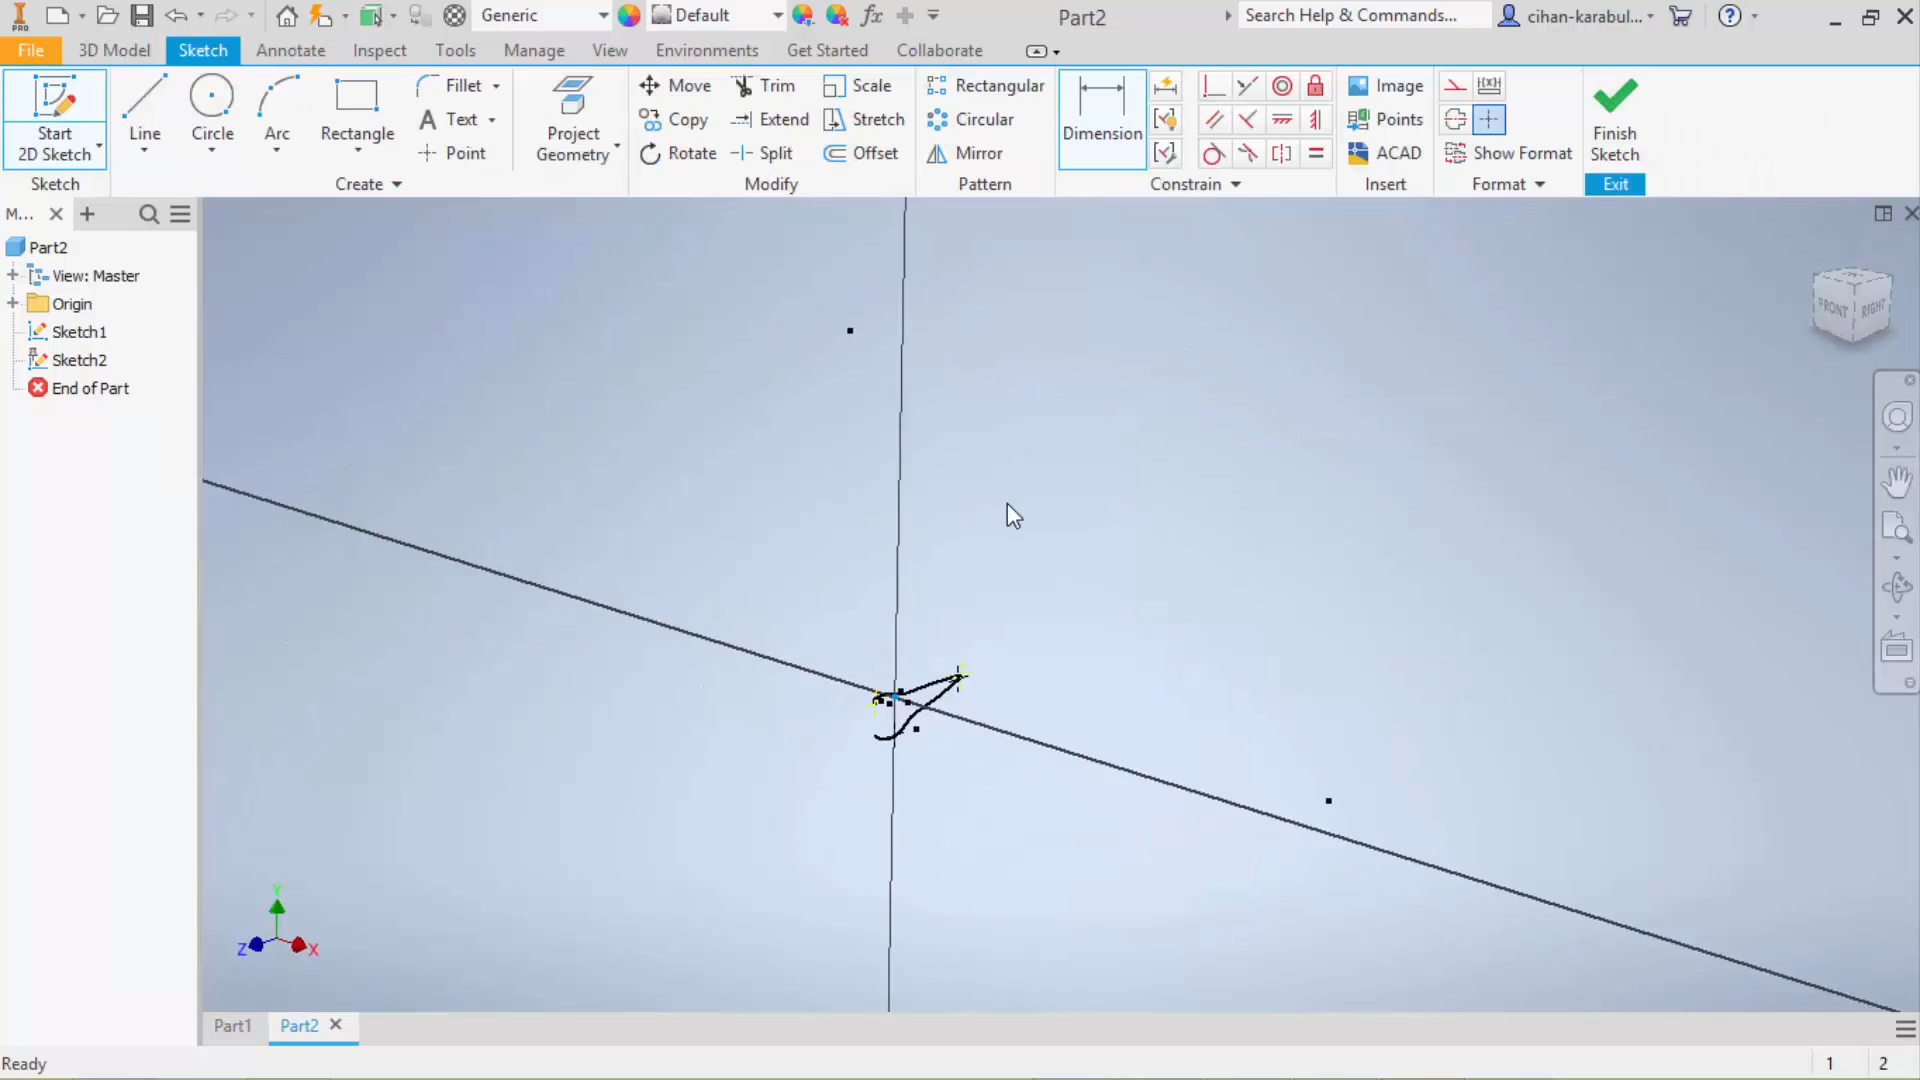 PRO
Generic
Default
fx
Part2
Search Help & Commands...
cihan-karabul...
File
3D Model
Sketch
Annotate
Inspect
Tools
Manage
View
Environments
Get Started
Collaborate
Start
2D Sketch
Line
Circle
Arc
Rectangle
Fillet
Text
Point
Project
Geometry
Move
Copy
Rotate
Trim
Extend
Split
Scale
Stretch
Offset
Rectangular
Circular
Mirror
Dimension
Image
Points
ACAD
Show Format
Finish
Sketch
Sketch
Create
Modify
Pattern
Constrain
Insert
Format
Exit
M...
Part2
View: Master
Origin
Sketch1
Sketch2
End of Part
FRONT
RIGHT
Y
Z
X
Part1
Part2
Ready
1
2